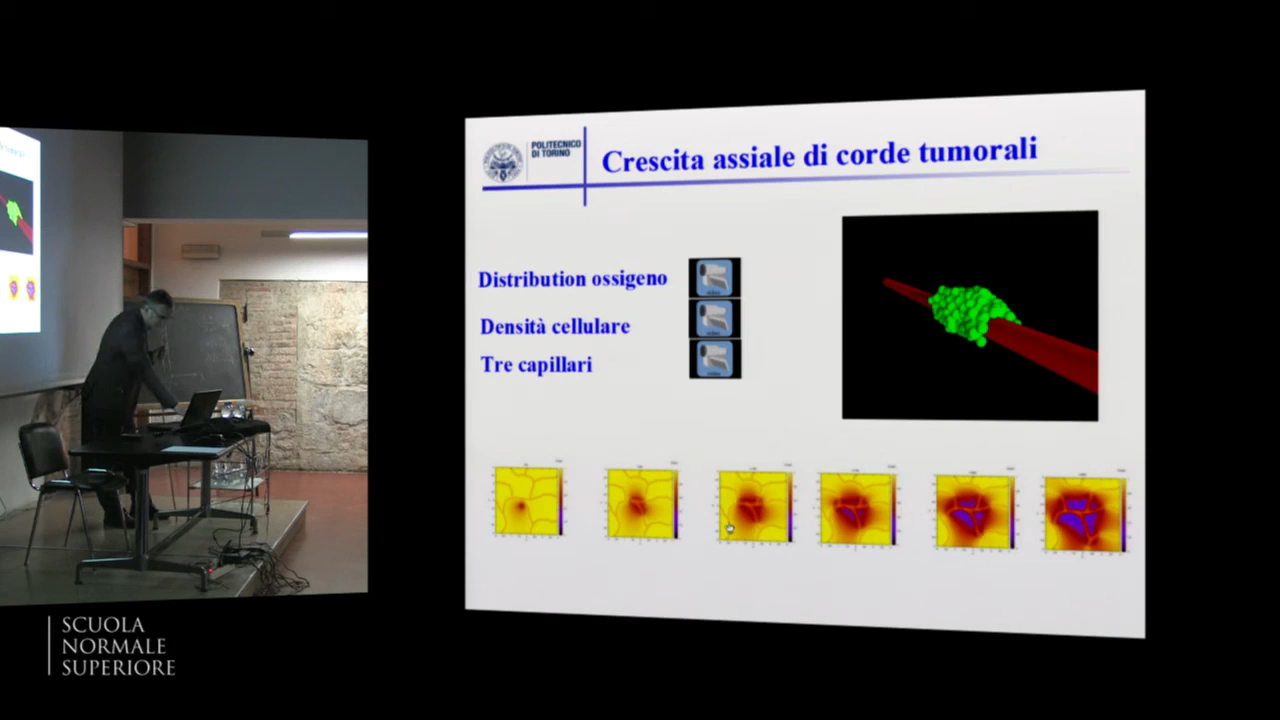 POLITECNICO
DI TORINO
Crescita assiale di corde tumorali
Distribution ossigeno
Densità cellulare
Tre capillari
SCUOLA
NORMALE
SUPERIORE